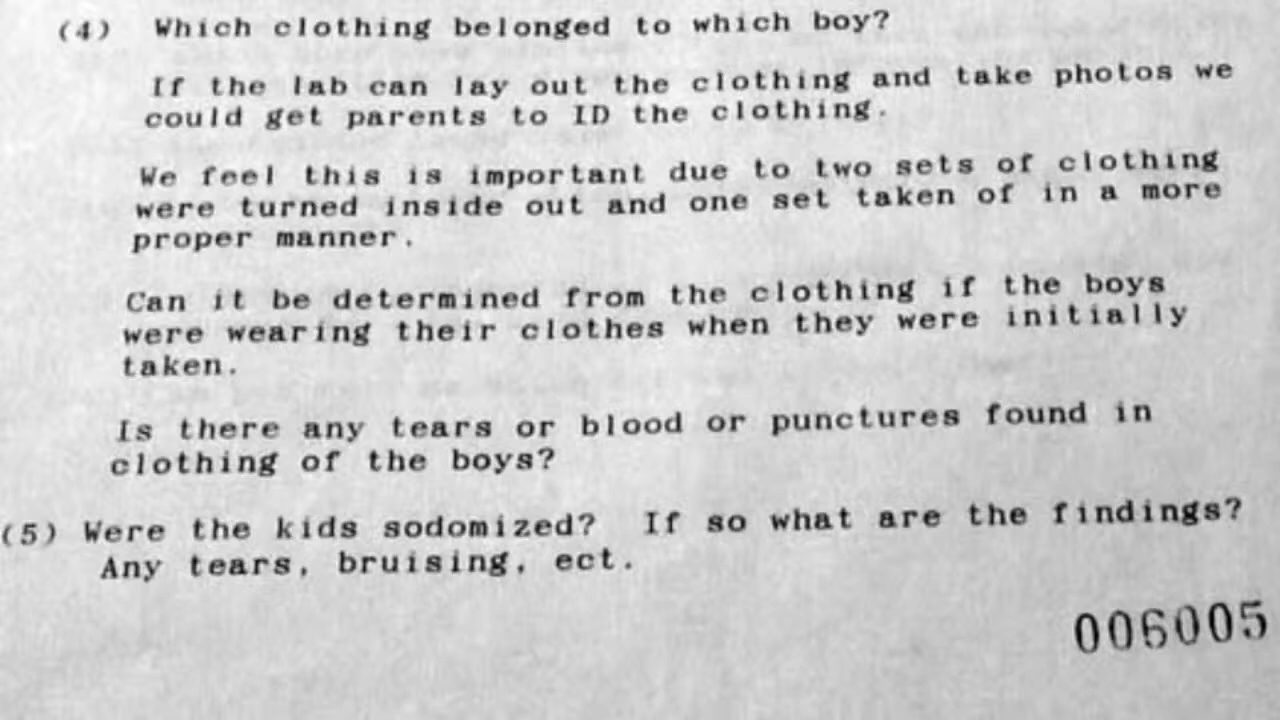 (4) Which clothing belonged to which boy?
If the lab can lay out the clothing and take photos we
could get parents to ID the clothing.
We feel this is important due to two sets of clothing
were turned inside out and one set taken of in a more
proper manner.
Can it be determined from the clothing if the boys
were wearing their clothes when they were initially
taken.
Is there any tears or blood or punctures found in
clothing of the boys?
(5) Were the kids sodomized? If so what are the findings?
Any tears, bruising, ect.
006005